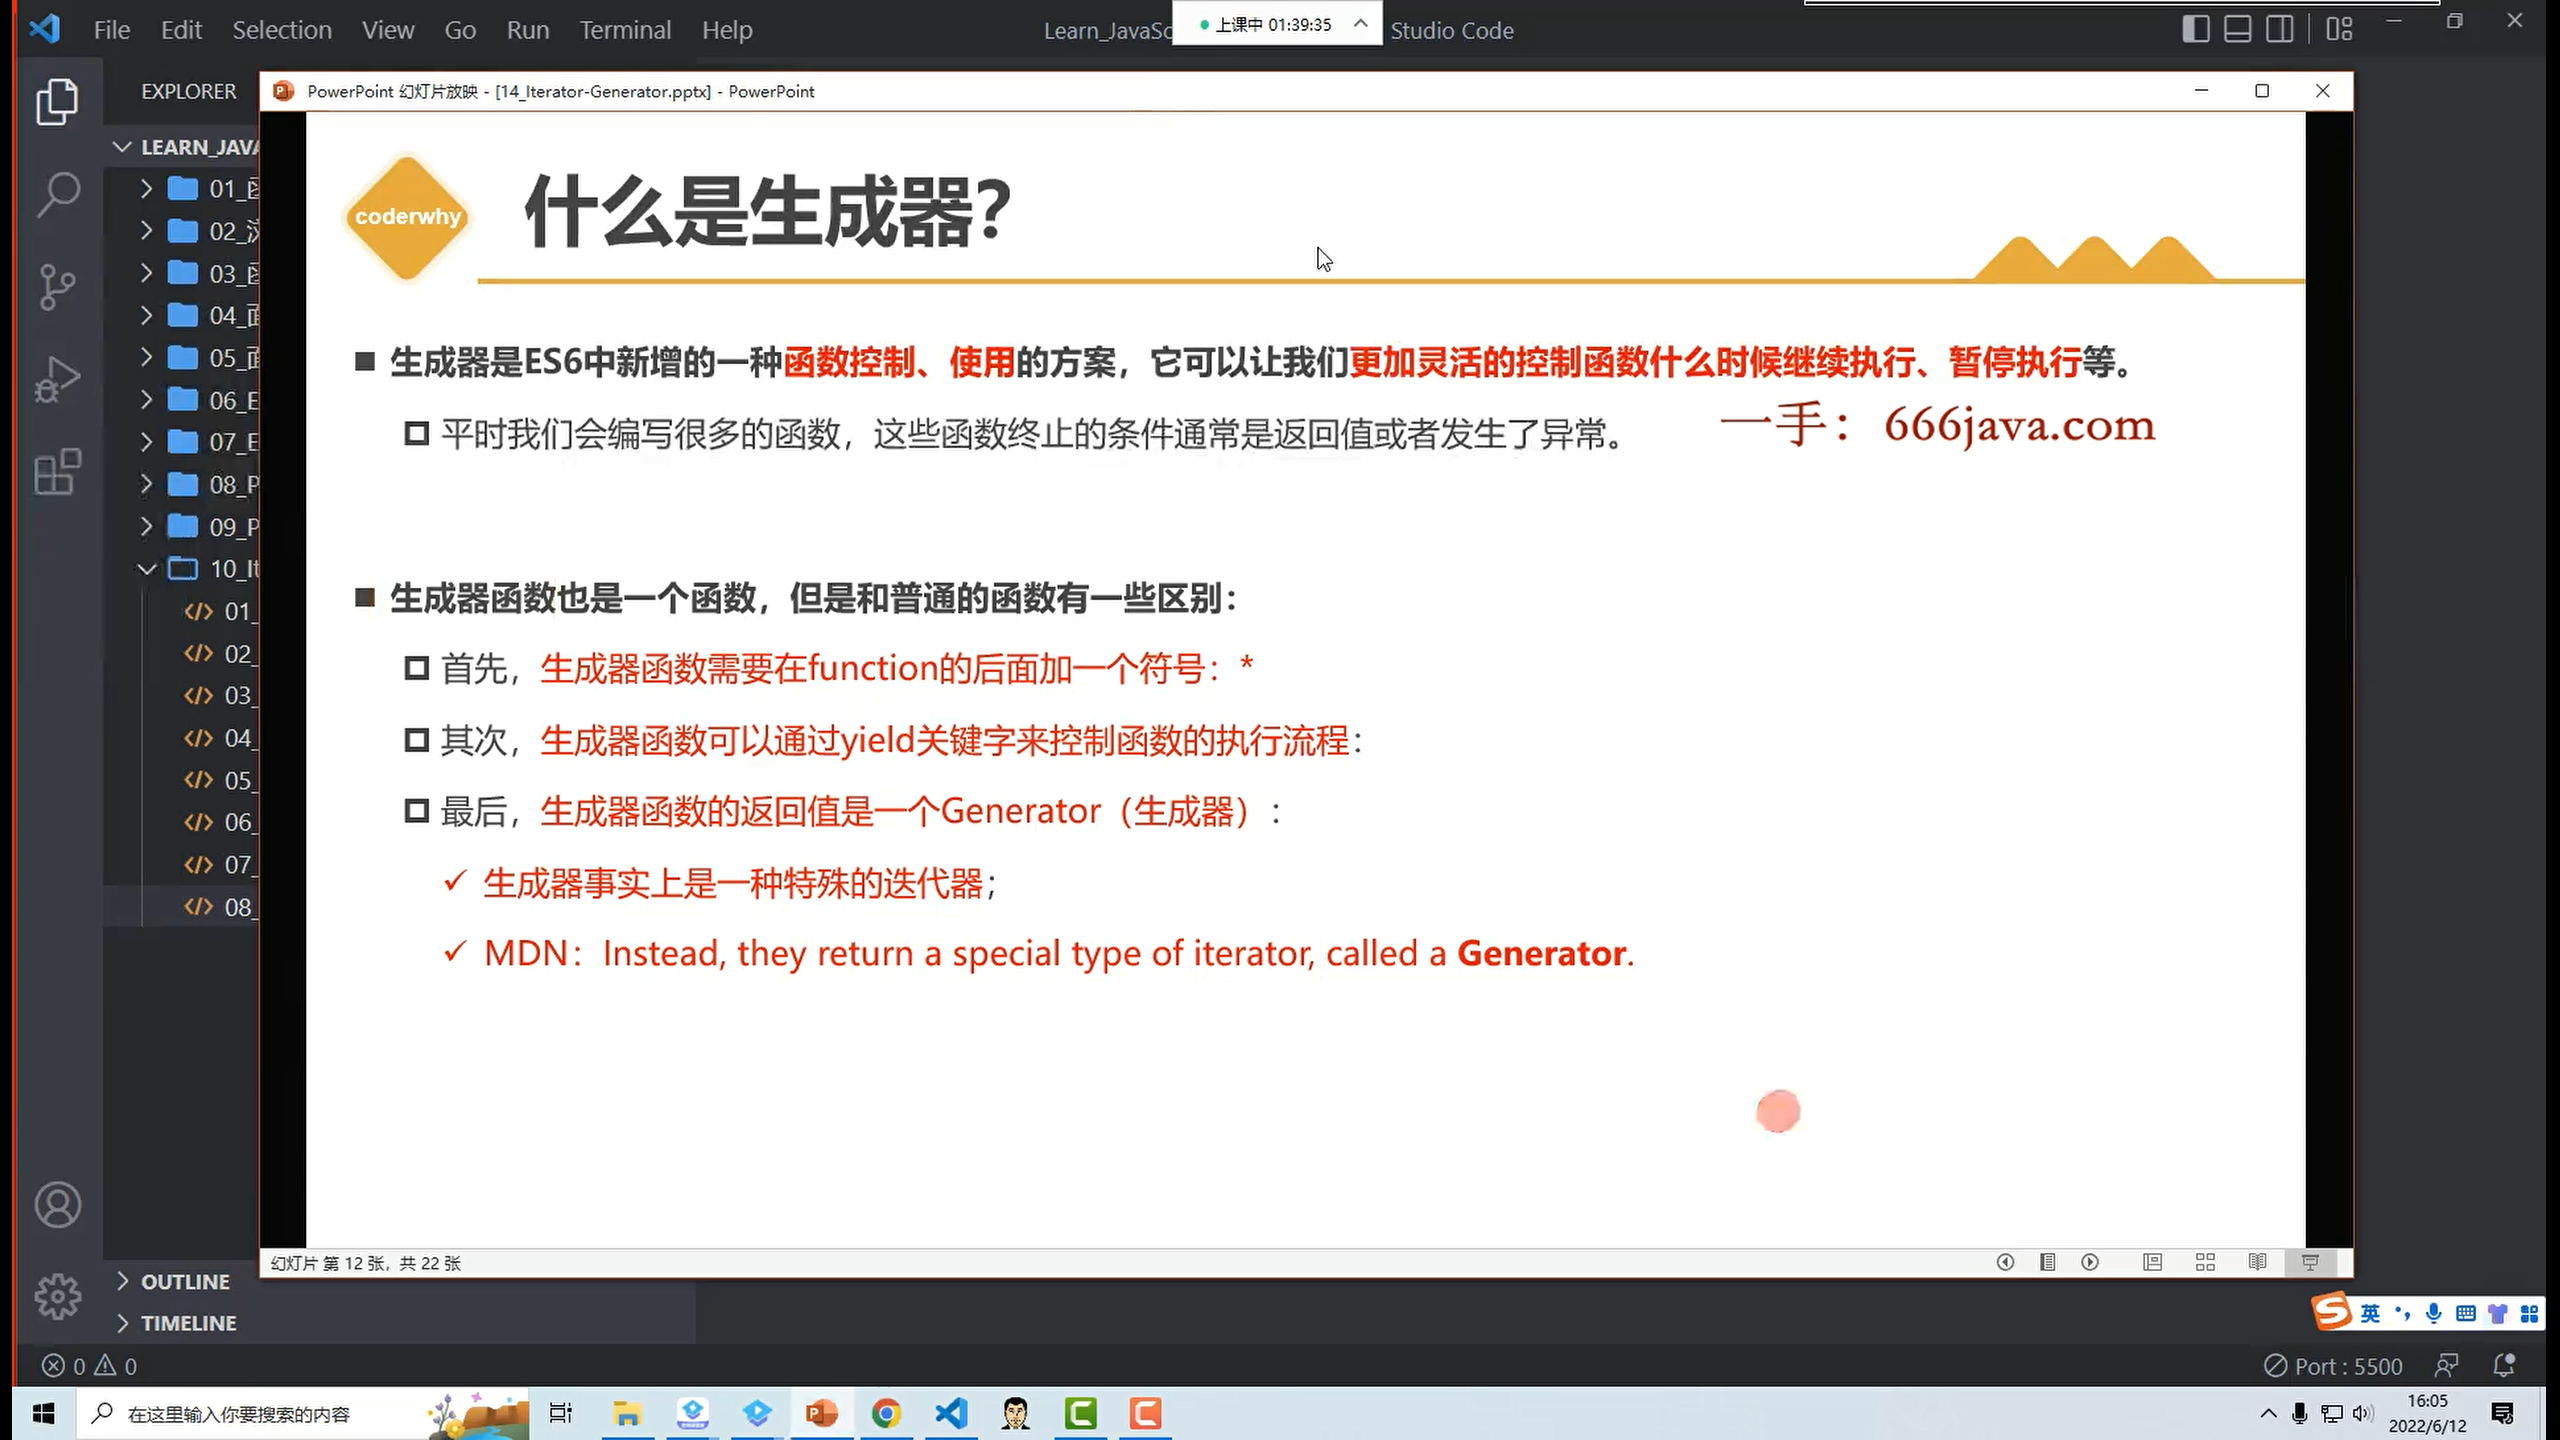 File Edit Selection View Go Run Terminal Help
Learn_JavaSc
上课中 01:39:35
Studio Code
EXPLORER
PowerPoint 幻灯片放映 - [14_Iterator-Generator.pptx] - PowerPoint
LEARN_JAVA
01_
02_
03_
04_
05_
06_E
07_E
08_P
09_P
10_It
01_
02_
03_
04_
05_
06_
07_
08_
coderwhy
什么是生成器?
生成器是ES6中新增的一种函数控制、使用的方案，它可以让我们更加灵活的控制函数什么时候继续执行、暂停执行等。
平时我们会编写很多的函数，这些函数终止的条件通常是返回值或者发生了异常。
一手：666java.com
生成器函数也是一个函数，但是和普通的函数有一些区别：
首先，生成器函数需要在function的后面加一个符号：*
其次，生成器函数可以通过yield关键字来控制函数的执行流程：
最后，生成器函数的返回值是一个Generator（生成器）：
✓ 生成器事实上是一种特殊的迭代器；
✓ MDN：Instead, they return a special type of iterator, called a Generator.
幻灯片 第 12 张，共 22 张
OUTLINE
TIMELINE
英
0 0
Port : 5500
在这里输入你要搜索的内容
16:05
2022/6/12